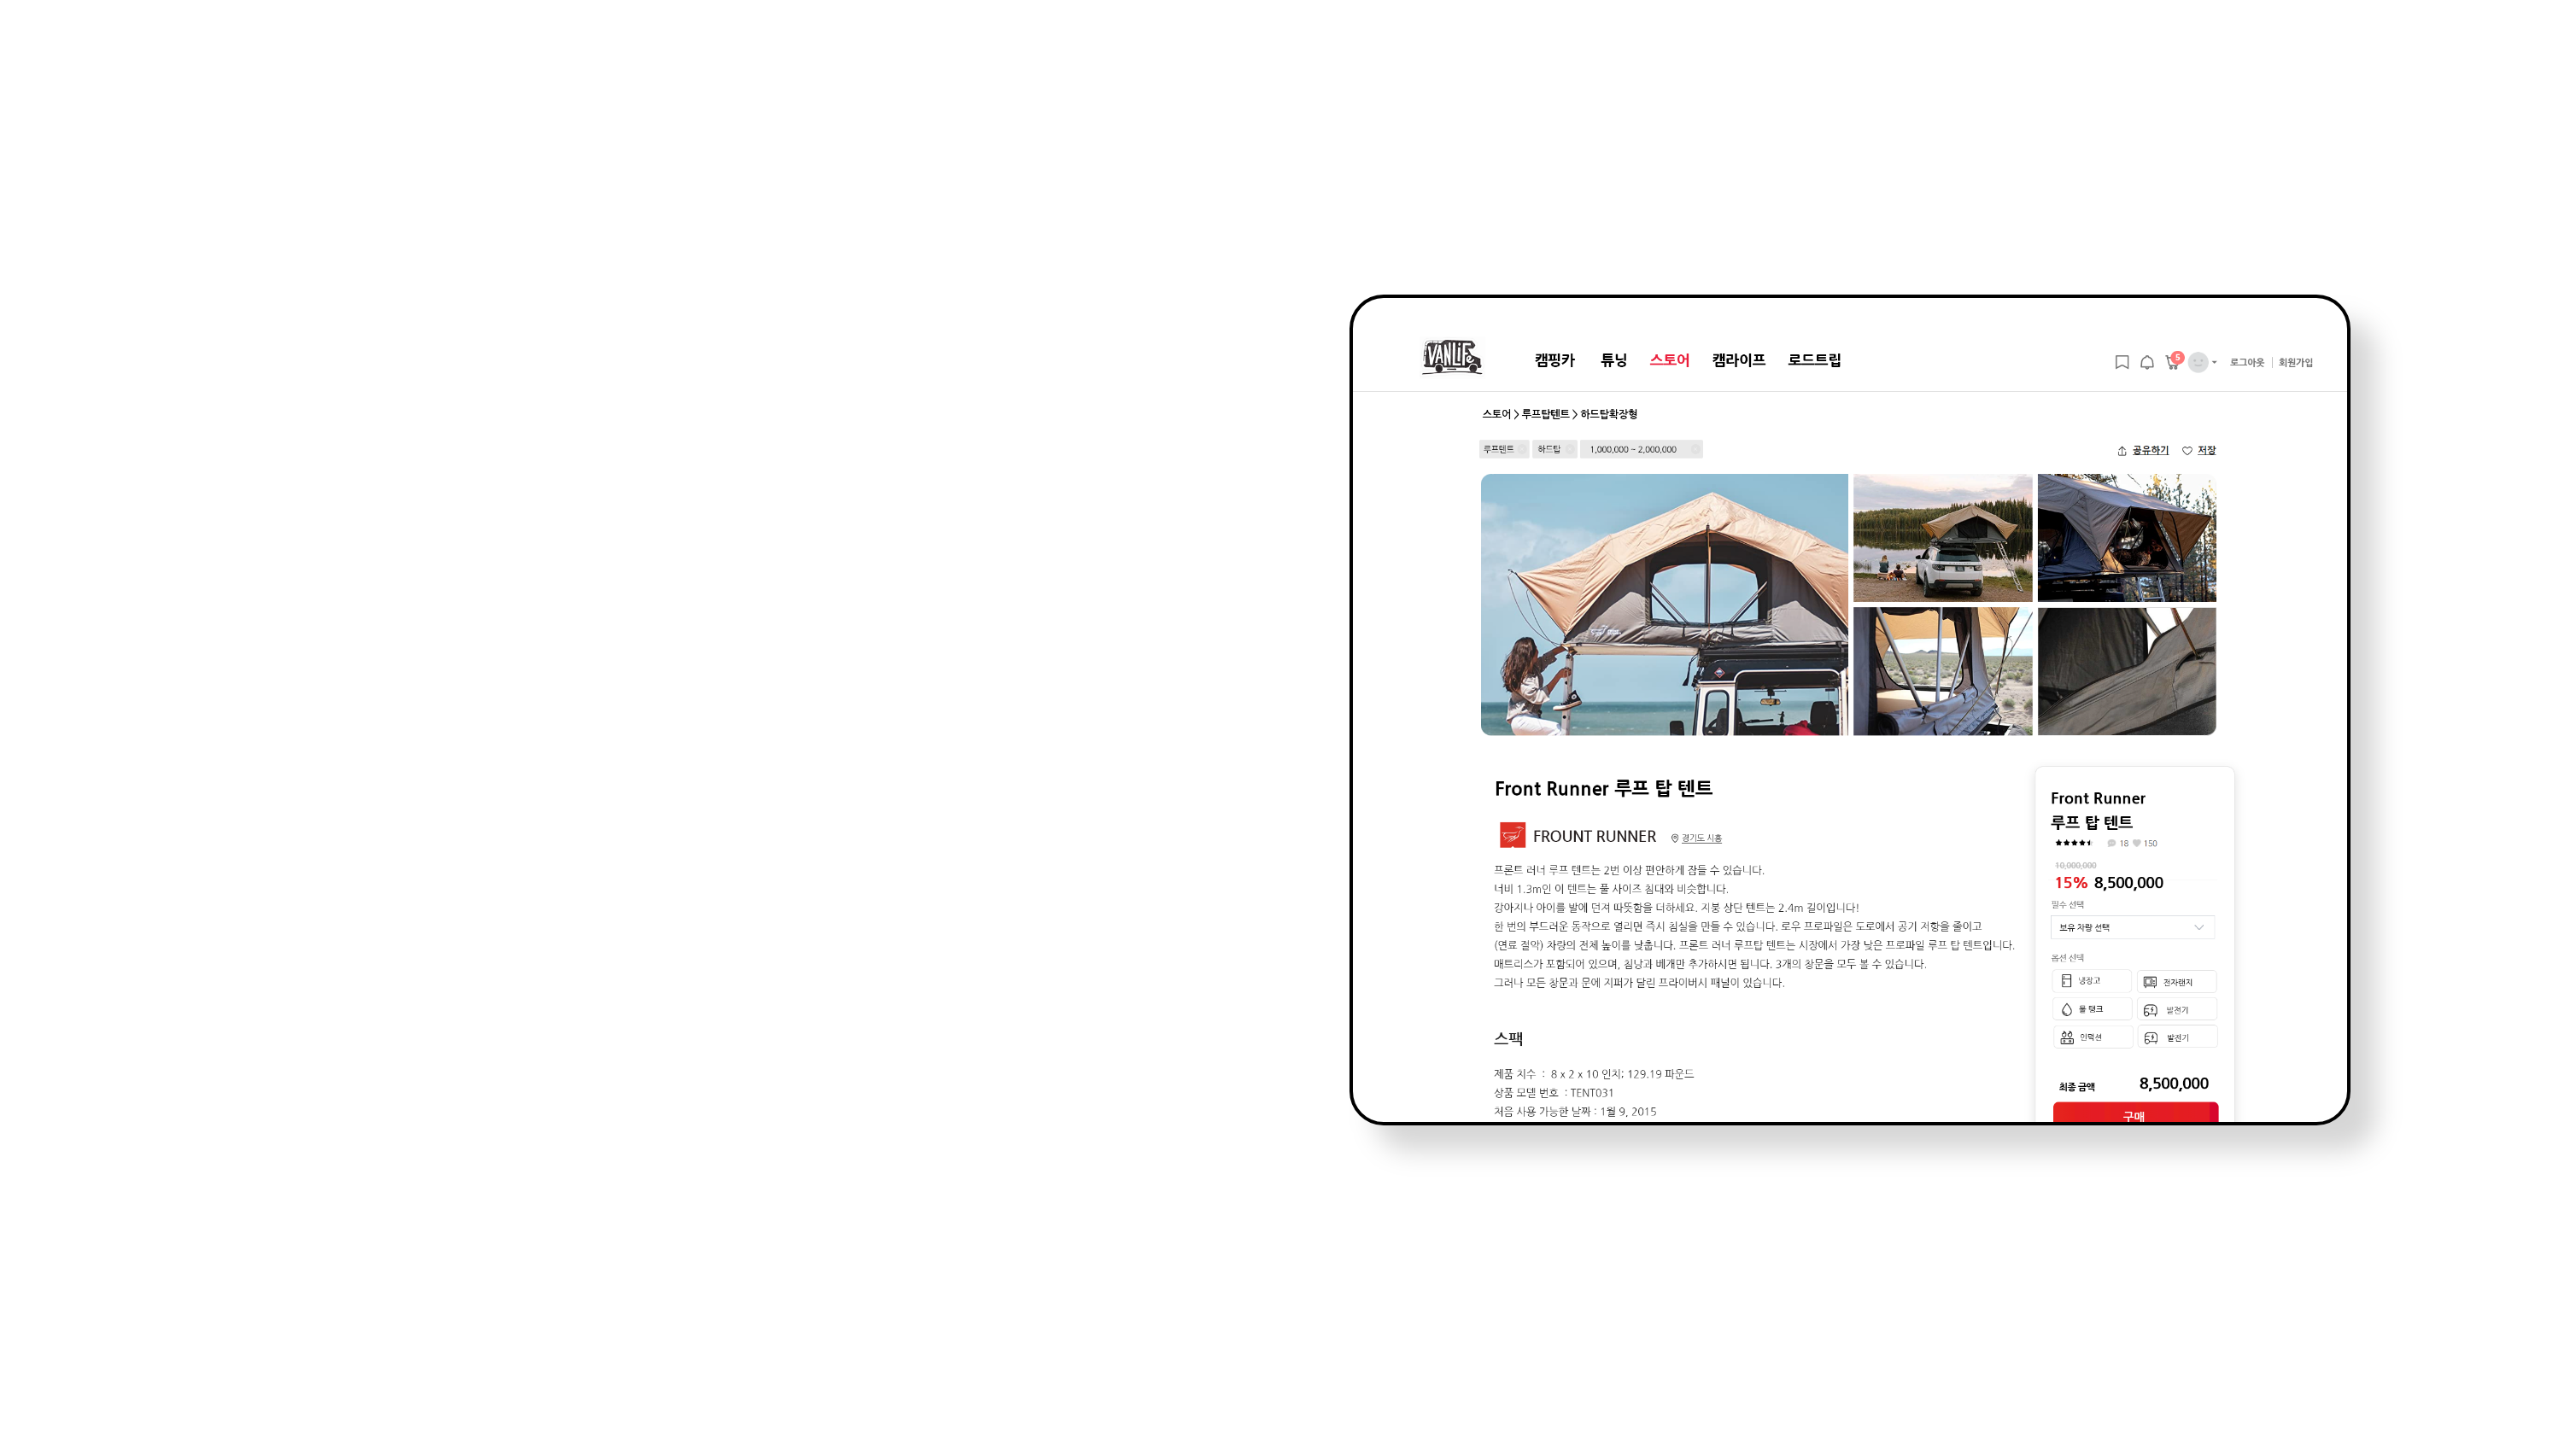 VANLiFe
캠핑카 튜닝 스토어 캠라이프 로드트립
5 로그아웃 | 회원가입
스토어 > 루프탑텐트 > 하드탑확장형
루프텐트 하드탑 1,000,000 ~ 2,000,000
공유하기 저장
Front Runner 루프 탑 텐트
FROUNT RUNNER 경기도 시흥
프론트 러너 루프 텐트는 2번 이상 편안하게 잠들 수 있습니다.
너비 1.3m인 이 텐트는 풀 사이즈 침대와 비슷합니다.
강아지나 아이를 발에 던져 따뜻함을 더하세요. 지붕 상단 텐트는 2.4m 길이입니다!
한 번의 부드러운 동작으로 열리면 즉시 침실을 만들 수 있습니다. 로우 프로파일은 도로에서 공기 저항을 줄이고
(연료 절약) 차량의 전체 높이를 낮춥니다. 프론트 러너 루프탑 텐트는 시장에서 가장 낮은 프로파일 루프 탑 텐트입니다.
매트리스가 포함되어 있으며, 침낭과 베개만 추가하시면 됩니다. 3개의 창문을 모두 볼 수 있습니다.
그러나 모든 창문과 문에 지퍼가 달린 프라이버시 패널이 있습니다.
스팩
제품 치수 : 8 x 2 x 10 인치; 129.19 파운드
상품 모델 번호 : TENT031
처음 사용 가능한 날짜 : 1월 9, 2015
Front Runner
루프 탑 텐트
18 150
10,000,000
15% 8,500,000
필수 선택
보유 차량 선택
옵션 선택
냉장고 전자랜지
물 탱크 발전기
인덕션 발전기
최종 금액 8,500,000
구매